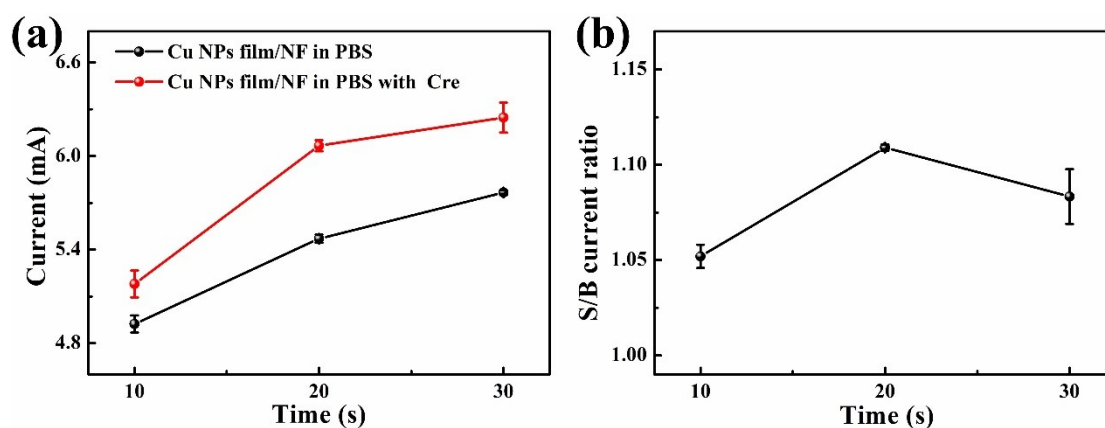 (a)
Cu NPs film/NF in PBS
Cu NPs film/NF in PBS with Cre
Current (mA)
6.6
6.0
5.4
4.8
10
20
30
Time (s)
(b)
S/B current ratio
1.15
1.10
1.05
1.00
10
20
30
Time (s)